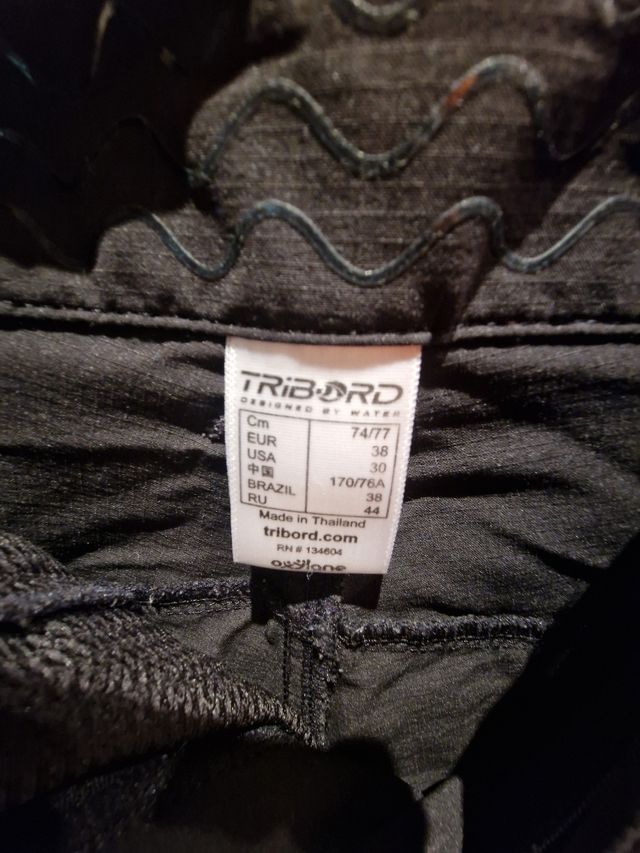 TRIBORD
DESIGNED BY WATER
Cm 74/77
EUR 38
USA 30
中国 170/76A
BRAZIL 38
RU 44
Made in Thailand
tribord.com
RN # 134604
oxylane